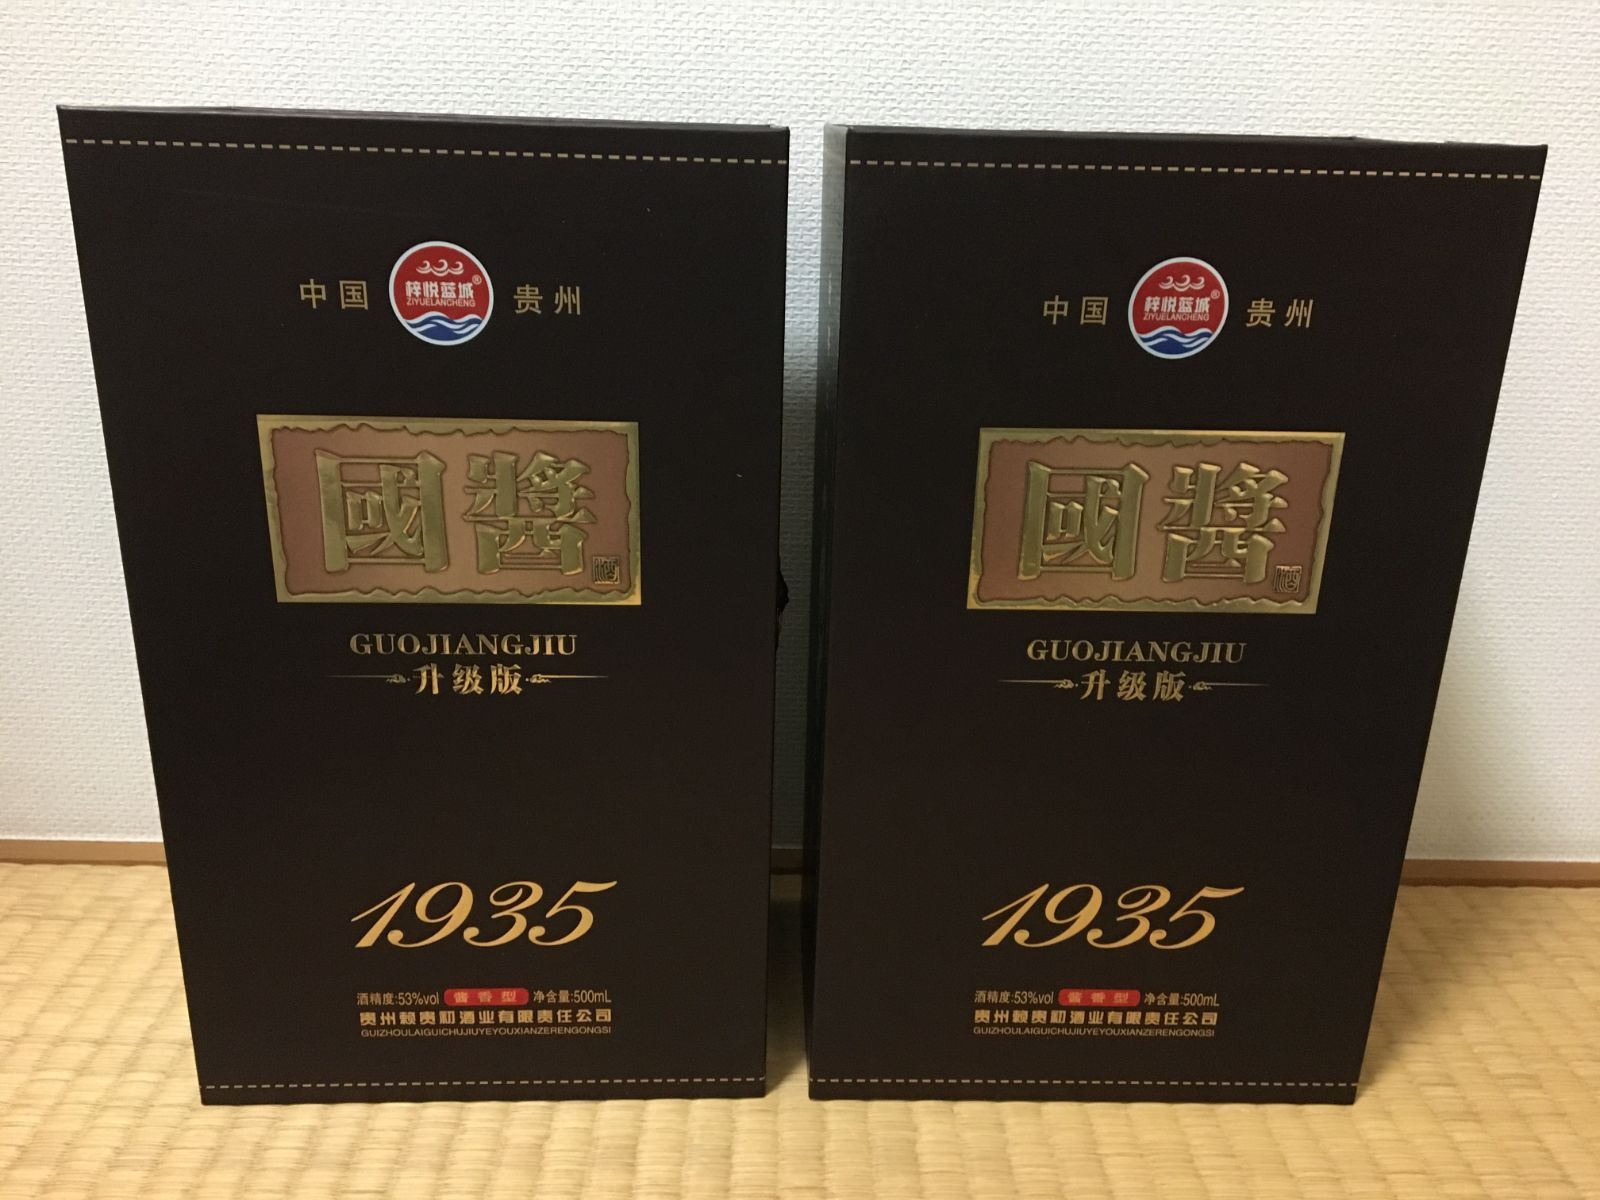 中国 梓悦蓝城® 贵州
ZIYUELANCHENG
國醬
酒
GUOJIANGJIU
升级版
1935
酒精度:53%vol 酱香型 净含量:500mL
贵州赖贵初酒业有限责任公司
GUIZHOULAIGUICHUJIUYEYOUXIANZERENGONGSI
中国 梓悦蓝城® 贵州
ZIYUELANCHENG
國醬
酒
GUOJIANGJIU
升级版
1935
酒精度:53%vol 酱香型 净含量:500mL
贵州赖贵初酒业有限责任公司
GUIZHOULAIGUICHUJIUYEYOUXIANZERENGONGSI